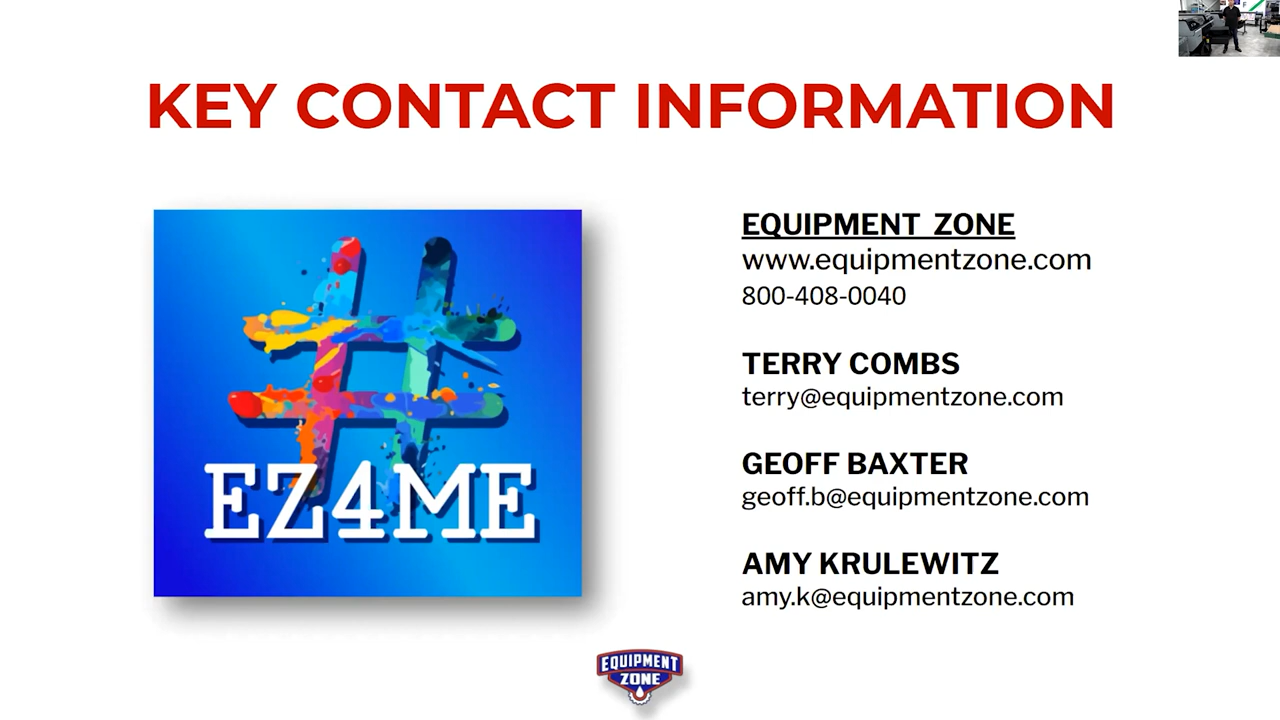 KEY CONTACT INFORMATION
#
EZ4ME
EQUIPMENT ZONE
www.equipmentzone.com
800-408-0040
TERRY COMBS
terry@equipmentzone.com
GEOFF BAXTER
geoff.b@equipmentzone.com
AMY KRULEWITZ
amy.k@equipmentzone.com
EQUIPMENT
ZONE